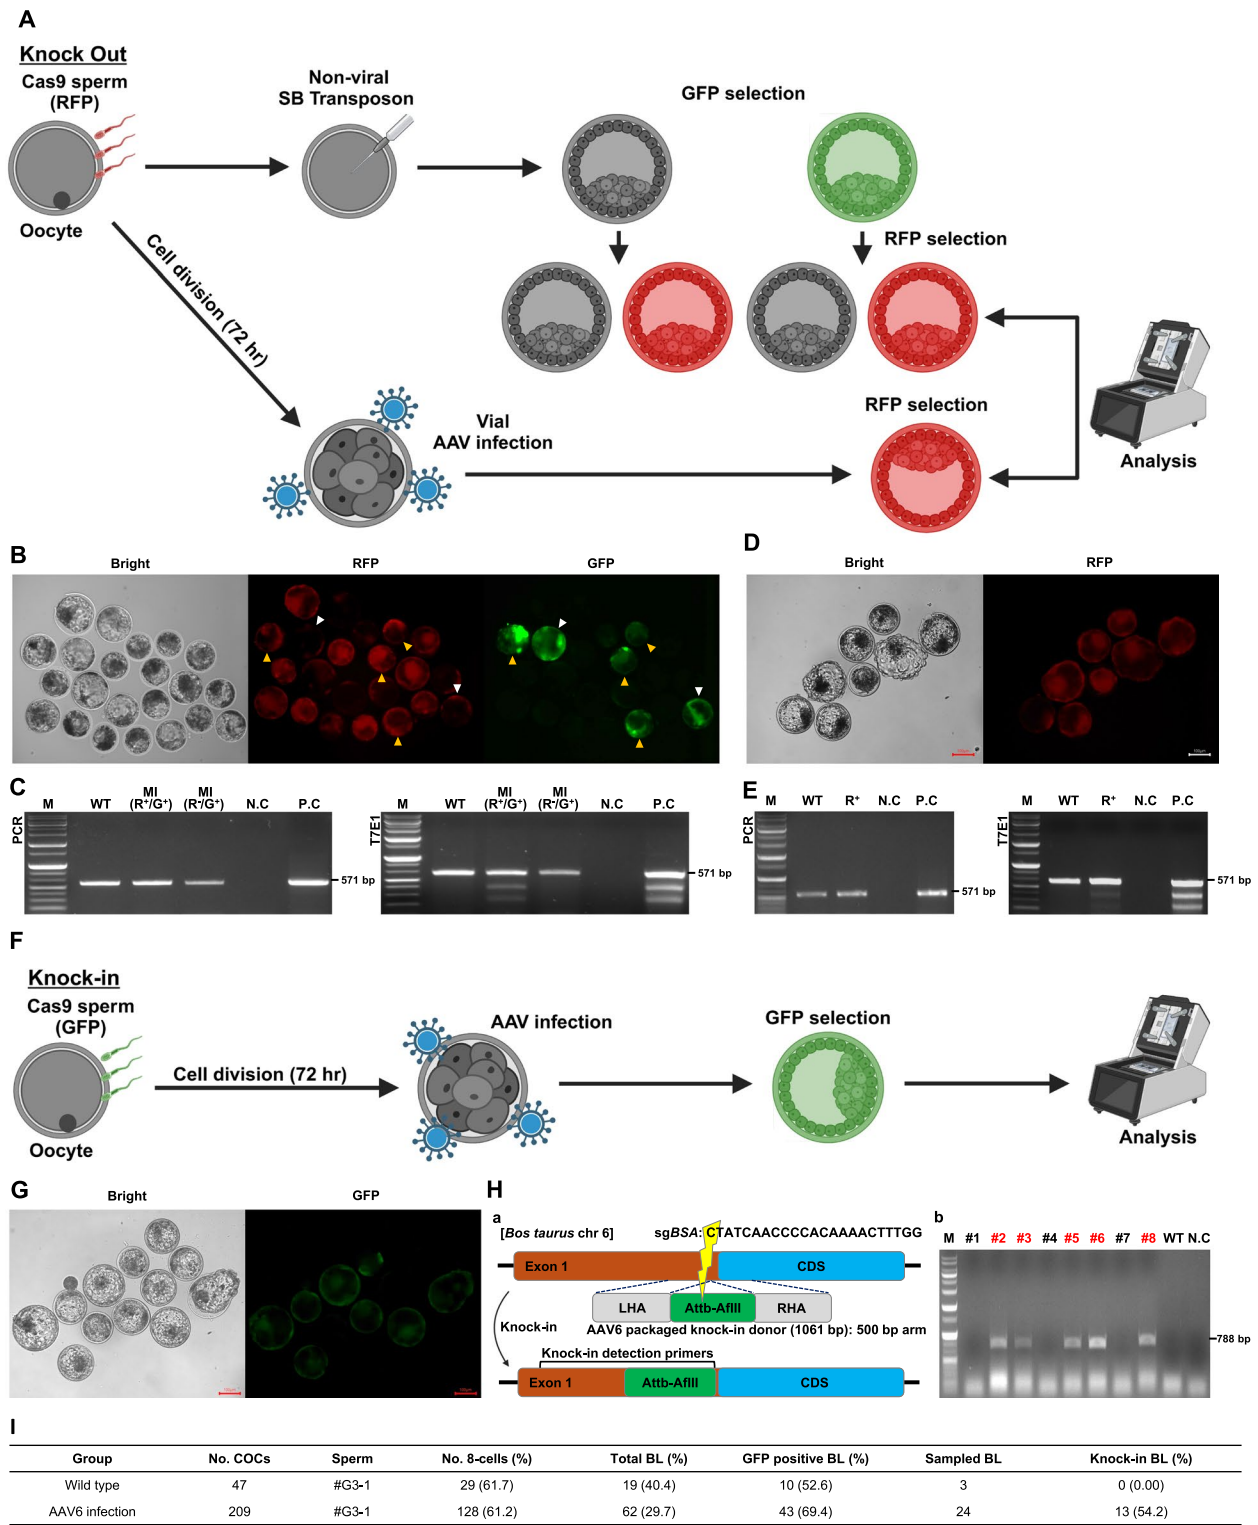 A
Knock Out
Cas9 sperm
(RFP)
Non-viral
SB Transposon
GFP selection
Oocyte
RFP selection
Cell division (72 hr)
Vial
AAV infection
RFP selection
Analysis
B
Bright
RFP
GFP
D
Bright
RFP
C
PCR
M
WT
MI
(R⁺/G⁺)
MI
(R⁻/G⁺)
N.C
P.C
571 bp
T7E1
M
WT
MI
(R⁺/G⁺)
MI
(R⁻/G⁺)
N.C
P.C
571 bp
E
PCR
M
WT
R⁺
N.C
P.C
571 bp
T7E1
M
WT
R⁺
N.C
P.C
571 bp
F
Knock-in
Cas9 sperm
(GFP)
AAV infection
GFP selection
Cell division (72 hr)
Oocyte
Analysis
G
Bright
GFP
H
a
[Bos taurus chr 6]
sgBSA: CTATCAACCCCACAAAACTTTGG
Exon 1
CDS
LHA
Attb-AflII
RHA
AAV6 packaged knock-in donor (1061 bp): 500 bp arm
Knock-in
Knock-in detection primers
Exon 1
Attb-AflII
CDS
b
M #1 #2 #3 #4 #5 #6 #7 #8 WT N.C
788 bp
I
Group No. COCs Sperm No. 8-cells (%) Total BL (%) GFP positive BL (%) Sampled BL Knock-in BL (%)
Wild type 47 #G3-1 29 (61.7) 19 (40.4) 10 (52.6) 3 0 (0.00)
AAV6 infection 209 #G3-1 128 (61.2) 62 (29.7) 43 (69.4) 24 13 (54.2)